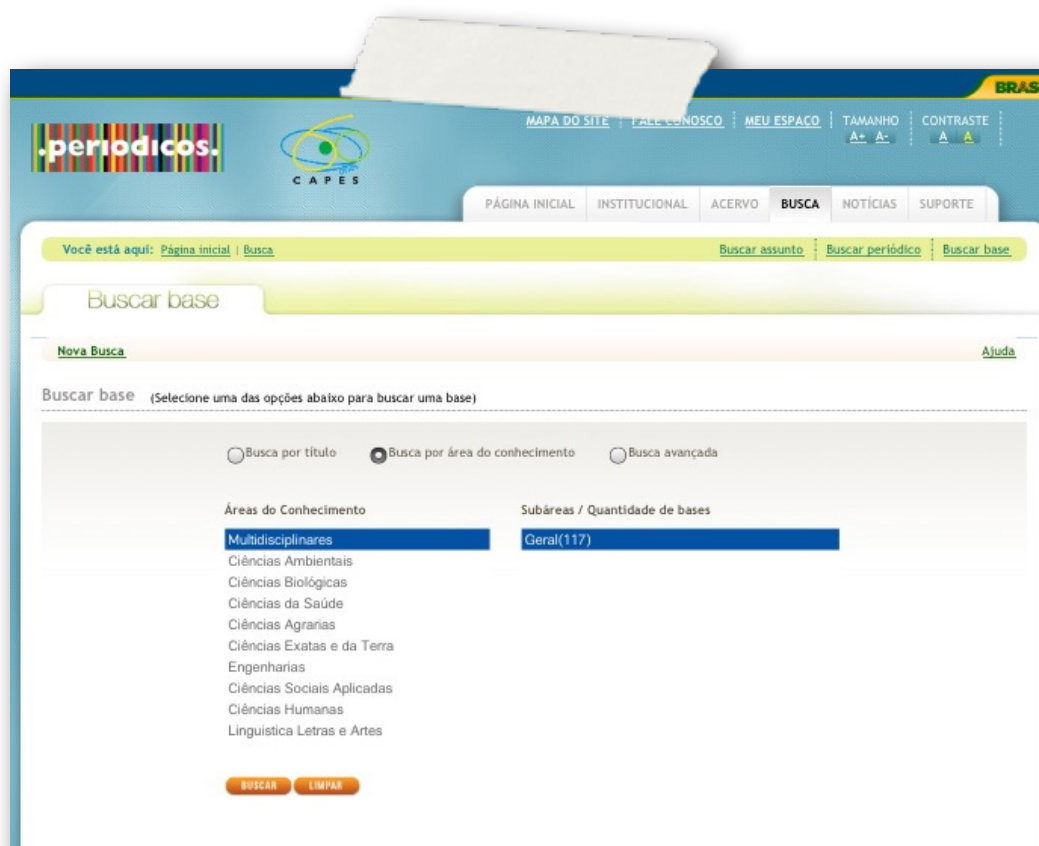 BRAS
MAPA DO SITE FALE CONOSCO MEU ESPAÇO TAMANHO CONTRASTE
A+ A- A A
.periodicos.
CAPES
PÁGINA INICIAL INSTITUCIONAL ACERVO BUSCA NOTÍCIAS SUPORTE
Você está aqui: Página inicial | Busca Buscar assunto Buscar periódico Buscar base
Buscar base
Nova Busca Ajuda
Buscar base (Selecione uma das opções abaixo para buscar uma base)
Busca por título Busca por área do conhecimento Busca avançada
Áreas do Conhecimento Subáreas / Quantidade de bases
Multidisciplinares Geral(117)
Ciências Ambientais
Ciências Biológicas
Ciências da Saúde
Ciências Agrarias
Ciências Exatas e da Terra
Engenharias
Ciências Sociais Aplicadas
Ciências Humanas
Linguistica Letras e Artes
BUSCAR LIMPAR